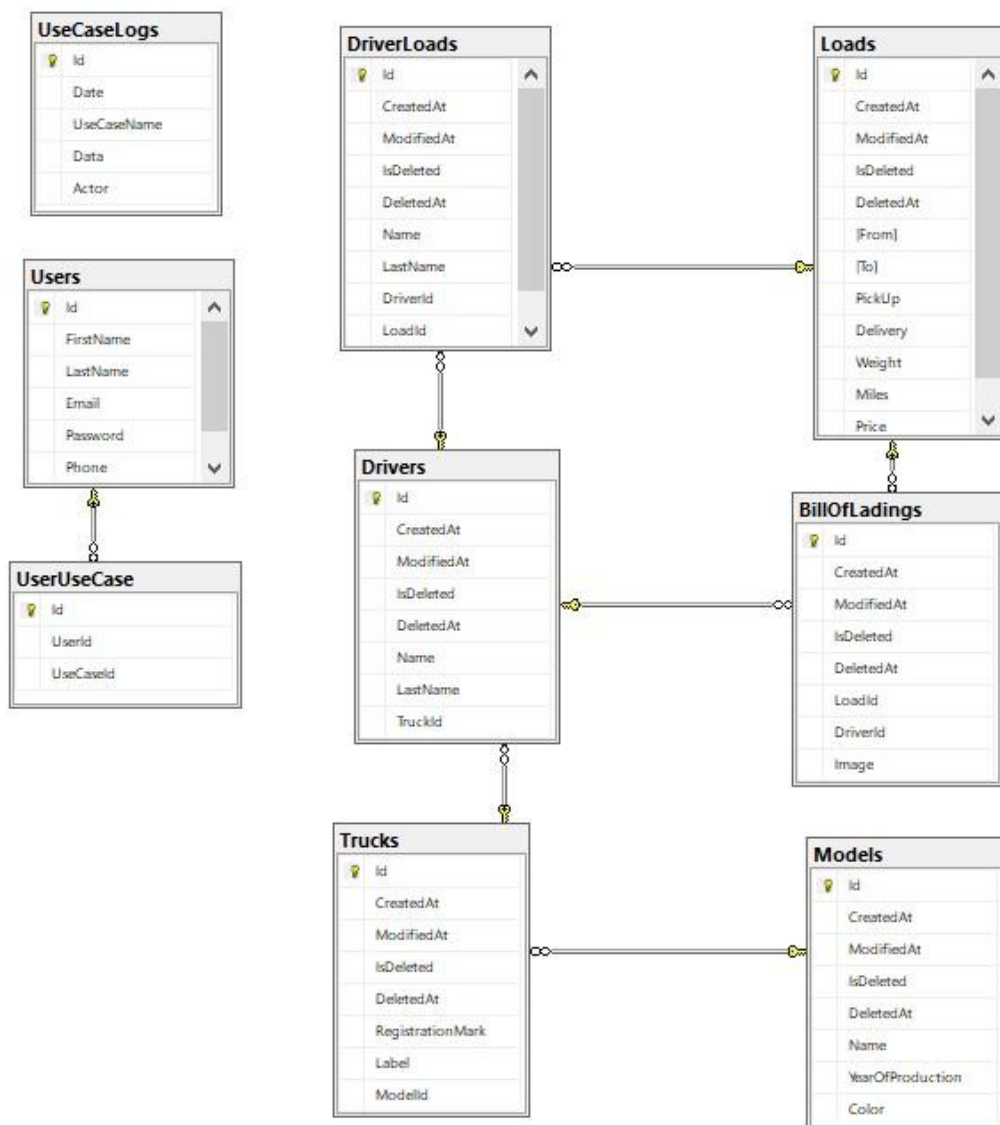 UseCaseLogs
Id
Date
UseCaseName
Data
Actor
Users
Id
FirstName
LastName
Email
Password
Phone
UserUseCase
Id
UserId
UseCaseId
DriverLoads
Id
CreatedAt
ModifiedAt
IsDeleted
DeletedAt
Name
LastName
DriverId
LoadId
Drivers
Id
CreatedAt
ModifiedAt
IsDeleted
DeletedAt
Name
LastName
TruckId
Trucks
Id
CreatedAt
ModifiedAt
IsDeleted
DeletedAt
RegistrationMark
Label
ModelId
Loads
Id
CreatedAt
ModifiedAt
IsDeleted
DeletedAt
[From]
[To]
PickUp
Delivery
Weight
Miles
Price
BillOfLadings
Id
CreatedAt
ModifiedAt
IsDeleted
DeletedAt
LoadId
DriverId
Image
Models
Id
CreatedAt
ModifiedAt
IsDeleted
DeletedAt
Name
YearOfProduction
Color